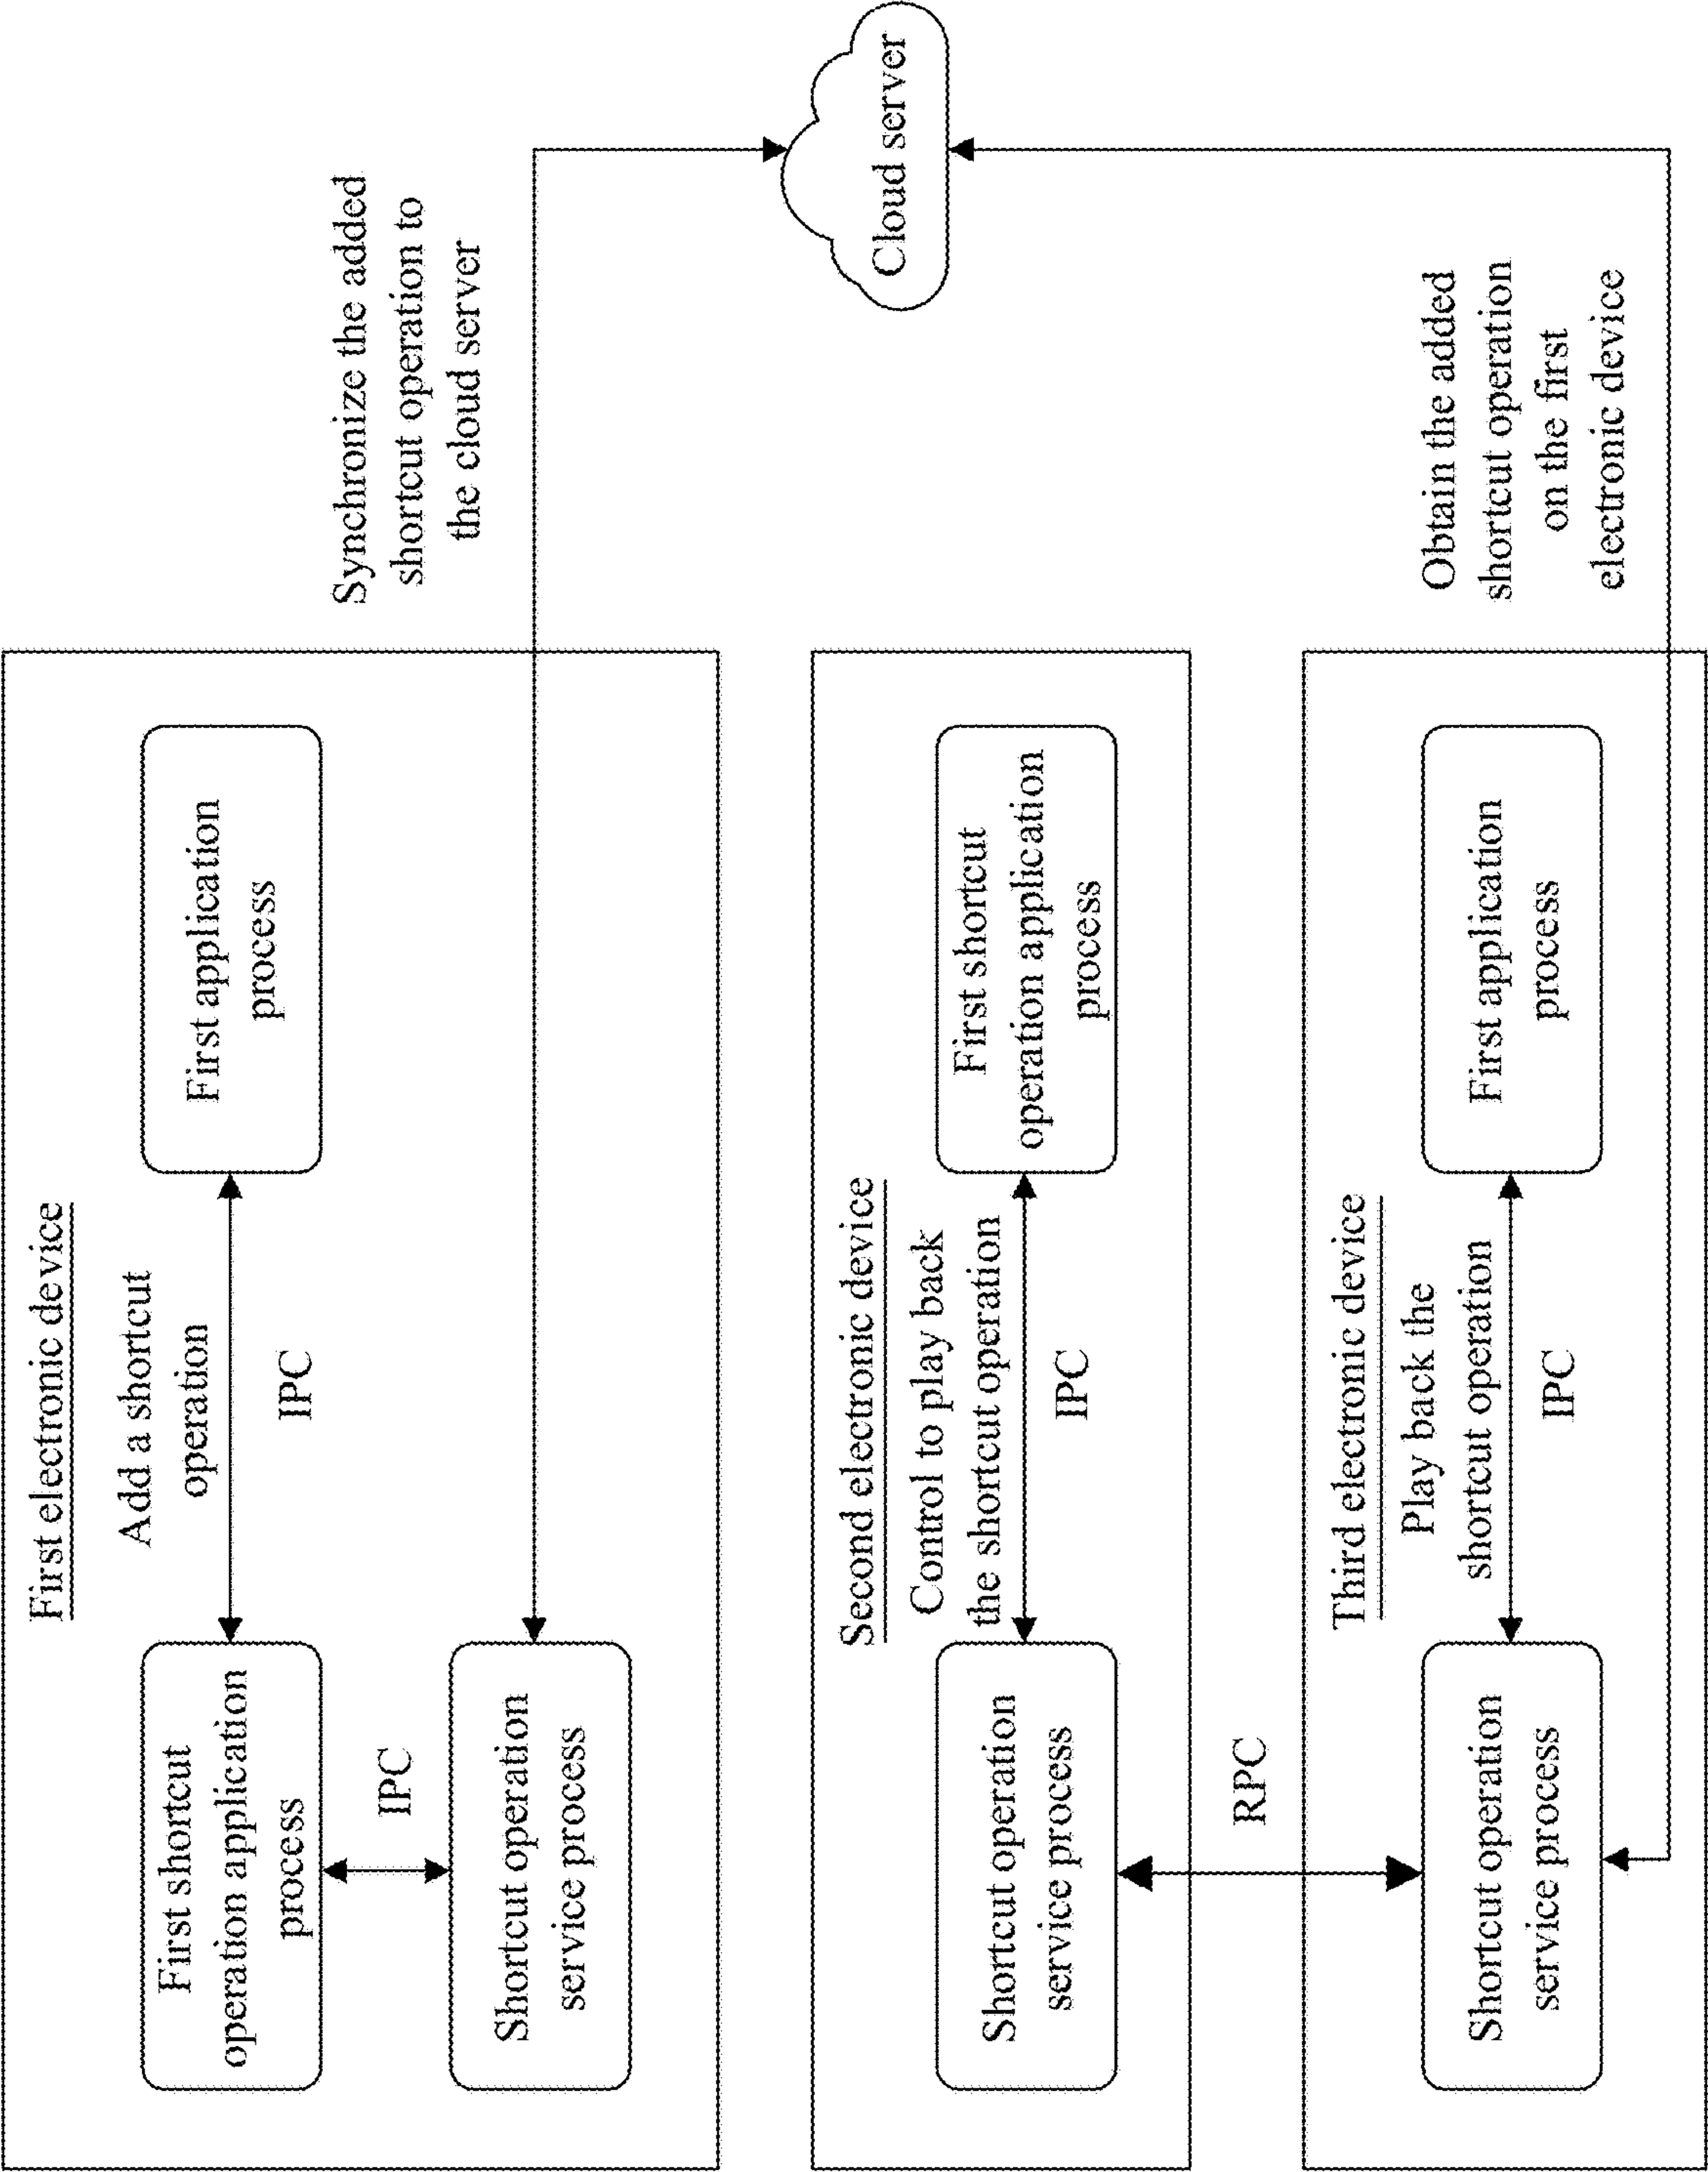 First electronic device
First shortcut
operation application
process
Add a shortcut
operation
IPC
First application
process
IPC
Shortcut operation
service process
Synchronize the added
shortcut operation to
the cloud server
Cloud server
Second electronic device
Shortcut operation
service process
Control to play back
the shortcut operation
IPC
First shortcut
operation application
process
RPC
Third electronic device
Shortcut operation
service process
Play back the
shortcut operation
IPC
First application
process
Obtain the added
shortcut operation
on the first
electronic device